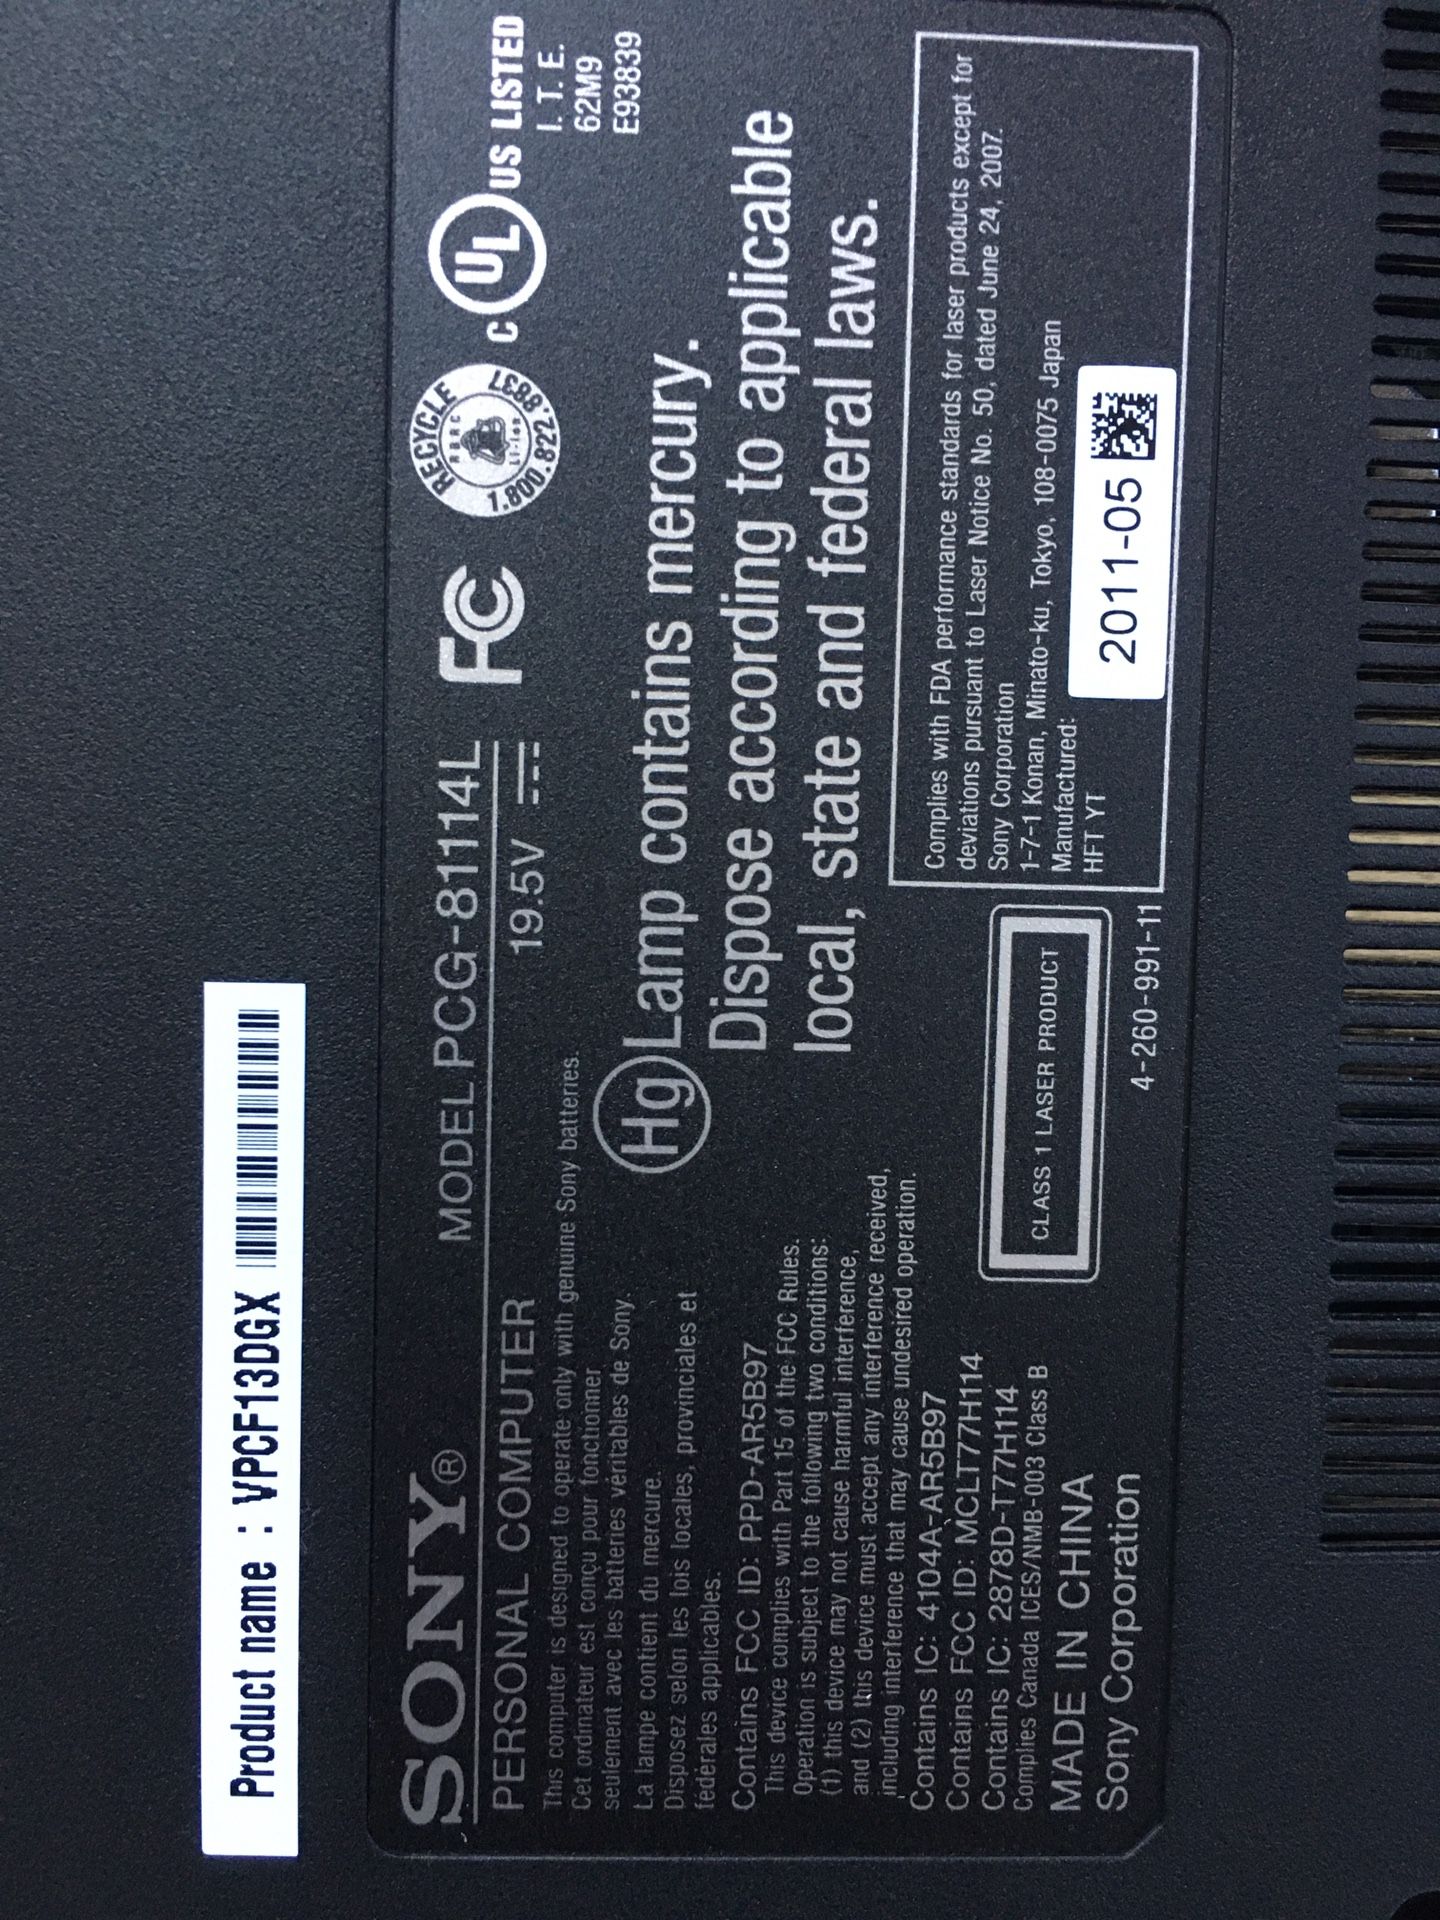 Product name : VPCF13DGX
SONY®
MODEL PCG-81114L
PERSONAL COMPUTER
19.5V
FC
RECYCLE
RBRC
Li-ion
1.800.822.8837
C UL US LISTED
I. T. E.
62M9
E93839
This computer is designed to operate only with genuine Sony batteries.
Cet ordinateur est conçu pour fonctionner
seulement avec les batteries véritables de Sony.
La lampe contient du mercure.
Disposez selon les lois locales, provinciales et
fédérales applicables.
Contains FCC ID: PPD-AR5B97
This device complies with Part 15 of the FCC Rules.
Operation is subject to the following two conditions:
(1) this device may not cause harmful interference,
and (2) this device must accept any interference received,
including interference that may cause undesired operation.
Contains IC: 4104A-AR5B97
Contains FCC ID: MCLT77H114
Contains IC: 2878D-T77H114
Complies Canada ICES/NMB-003 Class B
MADE IN CHINA
Sony Corporation
Hg Lamp contains mercury.
Dispose according to applicable
local, state and federal laws.
CLASS 1 LASER PRODUCT
4-260-991-11
Complies with FDA performance standards for laser products except for
deviations pursuant to Laser Notice No. 50, dated June 24, 2007.
Sony Corporation
1-7-1 Konan, Minato-ku, Tokyo, 108-0075 Japan
Manufactured:
HFT YT
2011-05